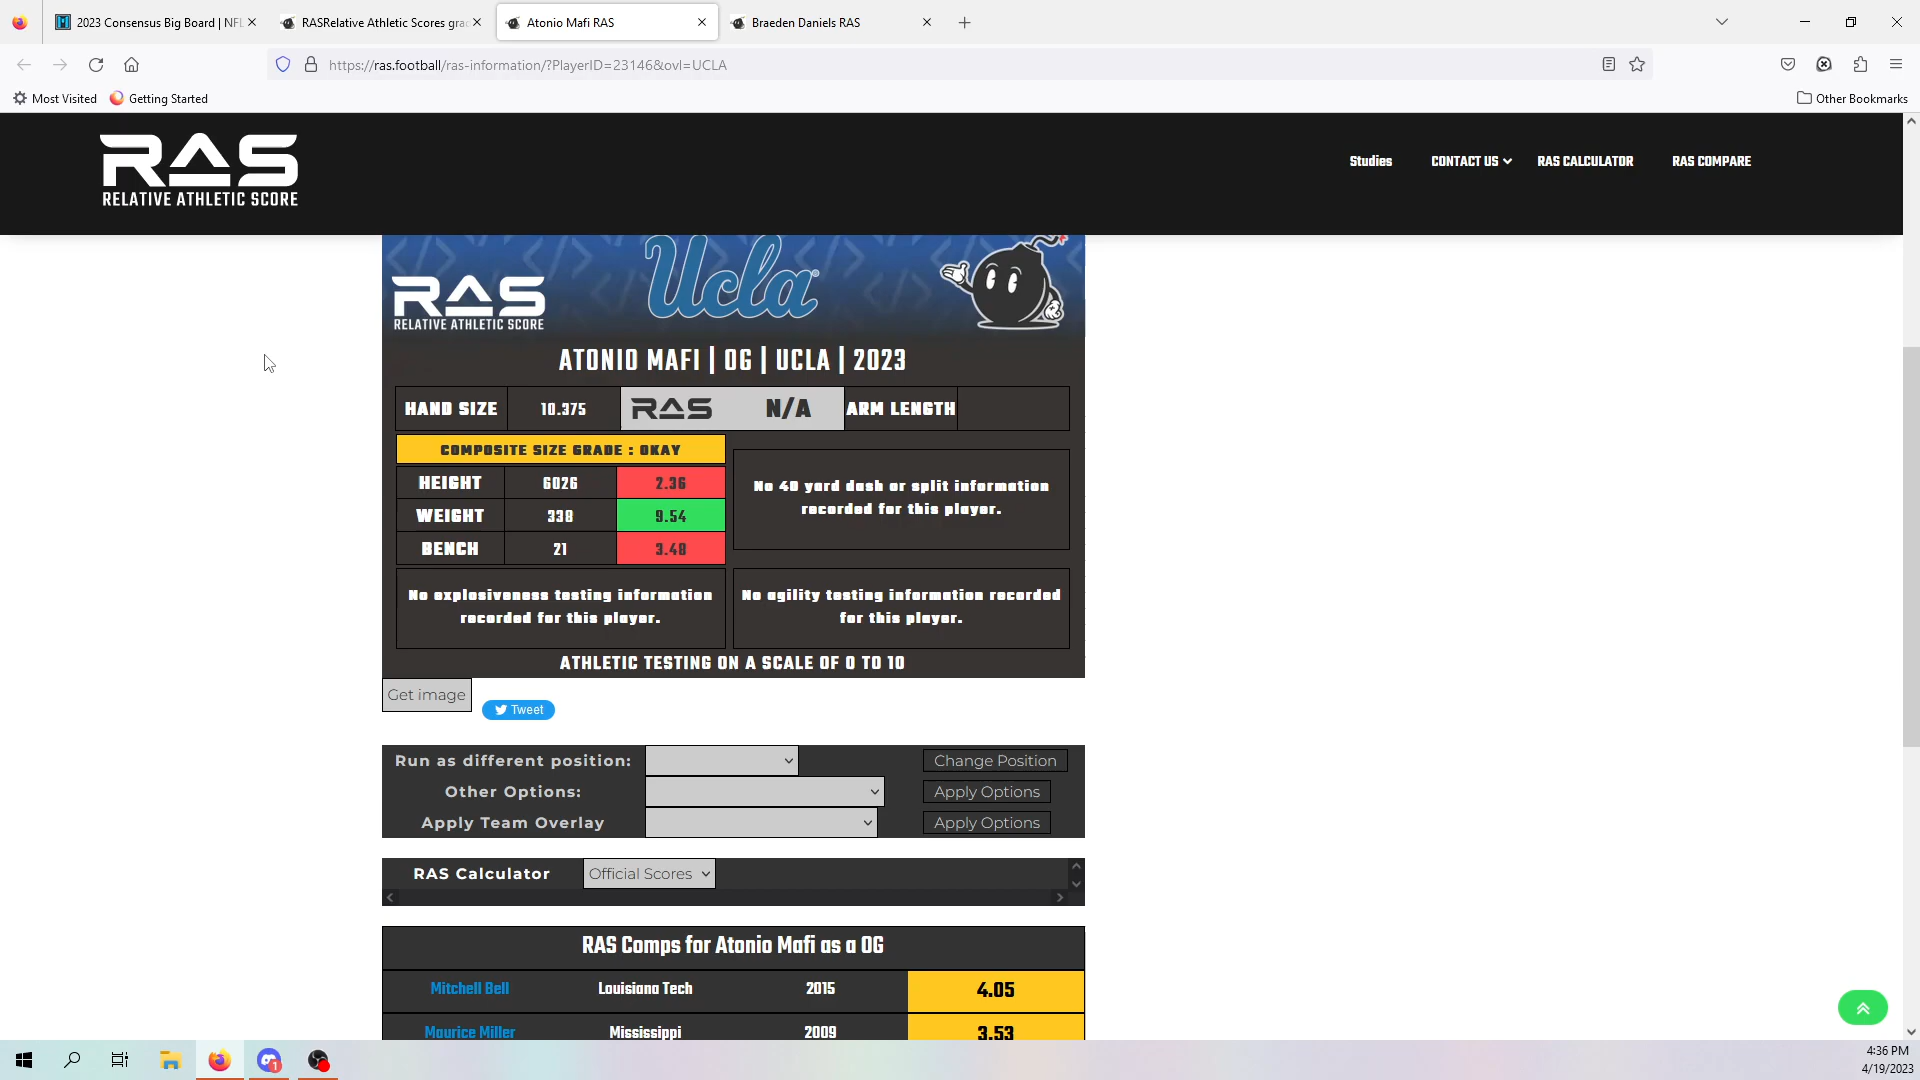 2023 Consensus Big Board | NFL
RASRelative Athletic Scores gra
Atonio Mafi RAS
Braeden Daniels RAS
https://ras.football/ras-information/?PlayerID=23146&ovl=UCLA
Most Visited
Getting Started
Other Bookmarks
RAS
RELATIVE ATHLETIC SCORE
Studies
CONTACT US
RAS CALCULATOR
RAS COMPARE
Ucla
RAS
RELATIVE ATHLETIC SCORE
ATONIO MAFI | OG | UCLA | 2023
HAND SIZE 10.375 RAS N/A ARM LENGTH
COMPOSITE SIZE GRADE : OKAY
HEIGHT 6026 2.36
WEIGHT 338 9.54
BENCH 21 3.48
No 40 yard dash or split information
recorded for this player.
No explosiveness testing information
recorded for this player.
No agility testing information recorded
for this player.
ATHLETIC TESTING ON A SCALE OF 0 TO 10
Get image
Tweet
Run as different position:
Change Position
Other Options:
Apply Options
Apply Team Overlay
Apply Options
RAS Calculator
Official Scores
RAS Comps for Atonio Mafi as a OG
Mitchell Bell Louisiana Tech 2015 4.05
Maurice Miller Mississippi 2009 3.53
1
4:36 PM
4/19/2023